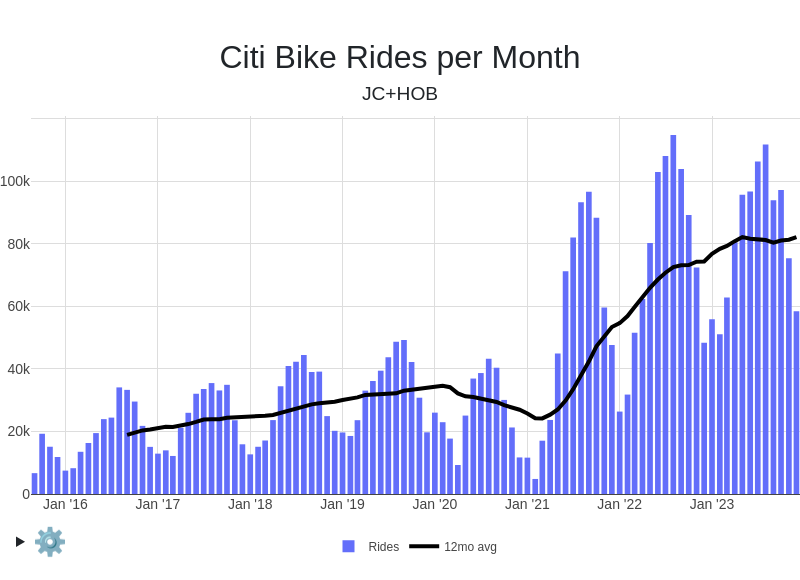 Citi Bike Rides per Month
JC+HOB
100k
80k
60k
40k
20k
0
Jan '16 Jan '17 Jan '18 Jan '19 Jan '20 Jan '21 Jan '22 Jan '23
Rides 12mo avg